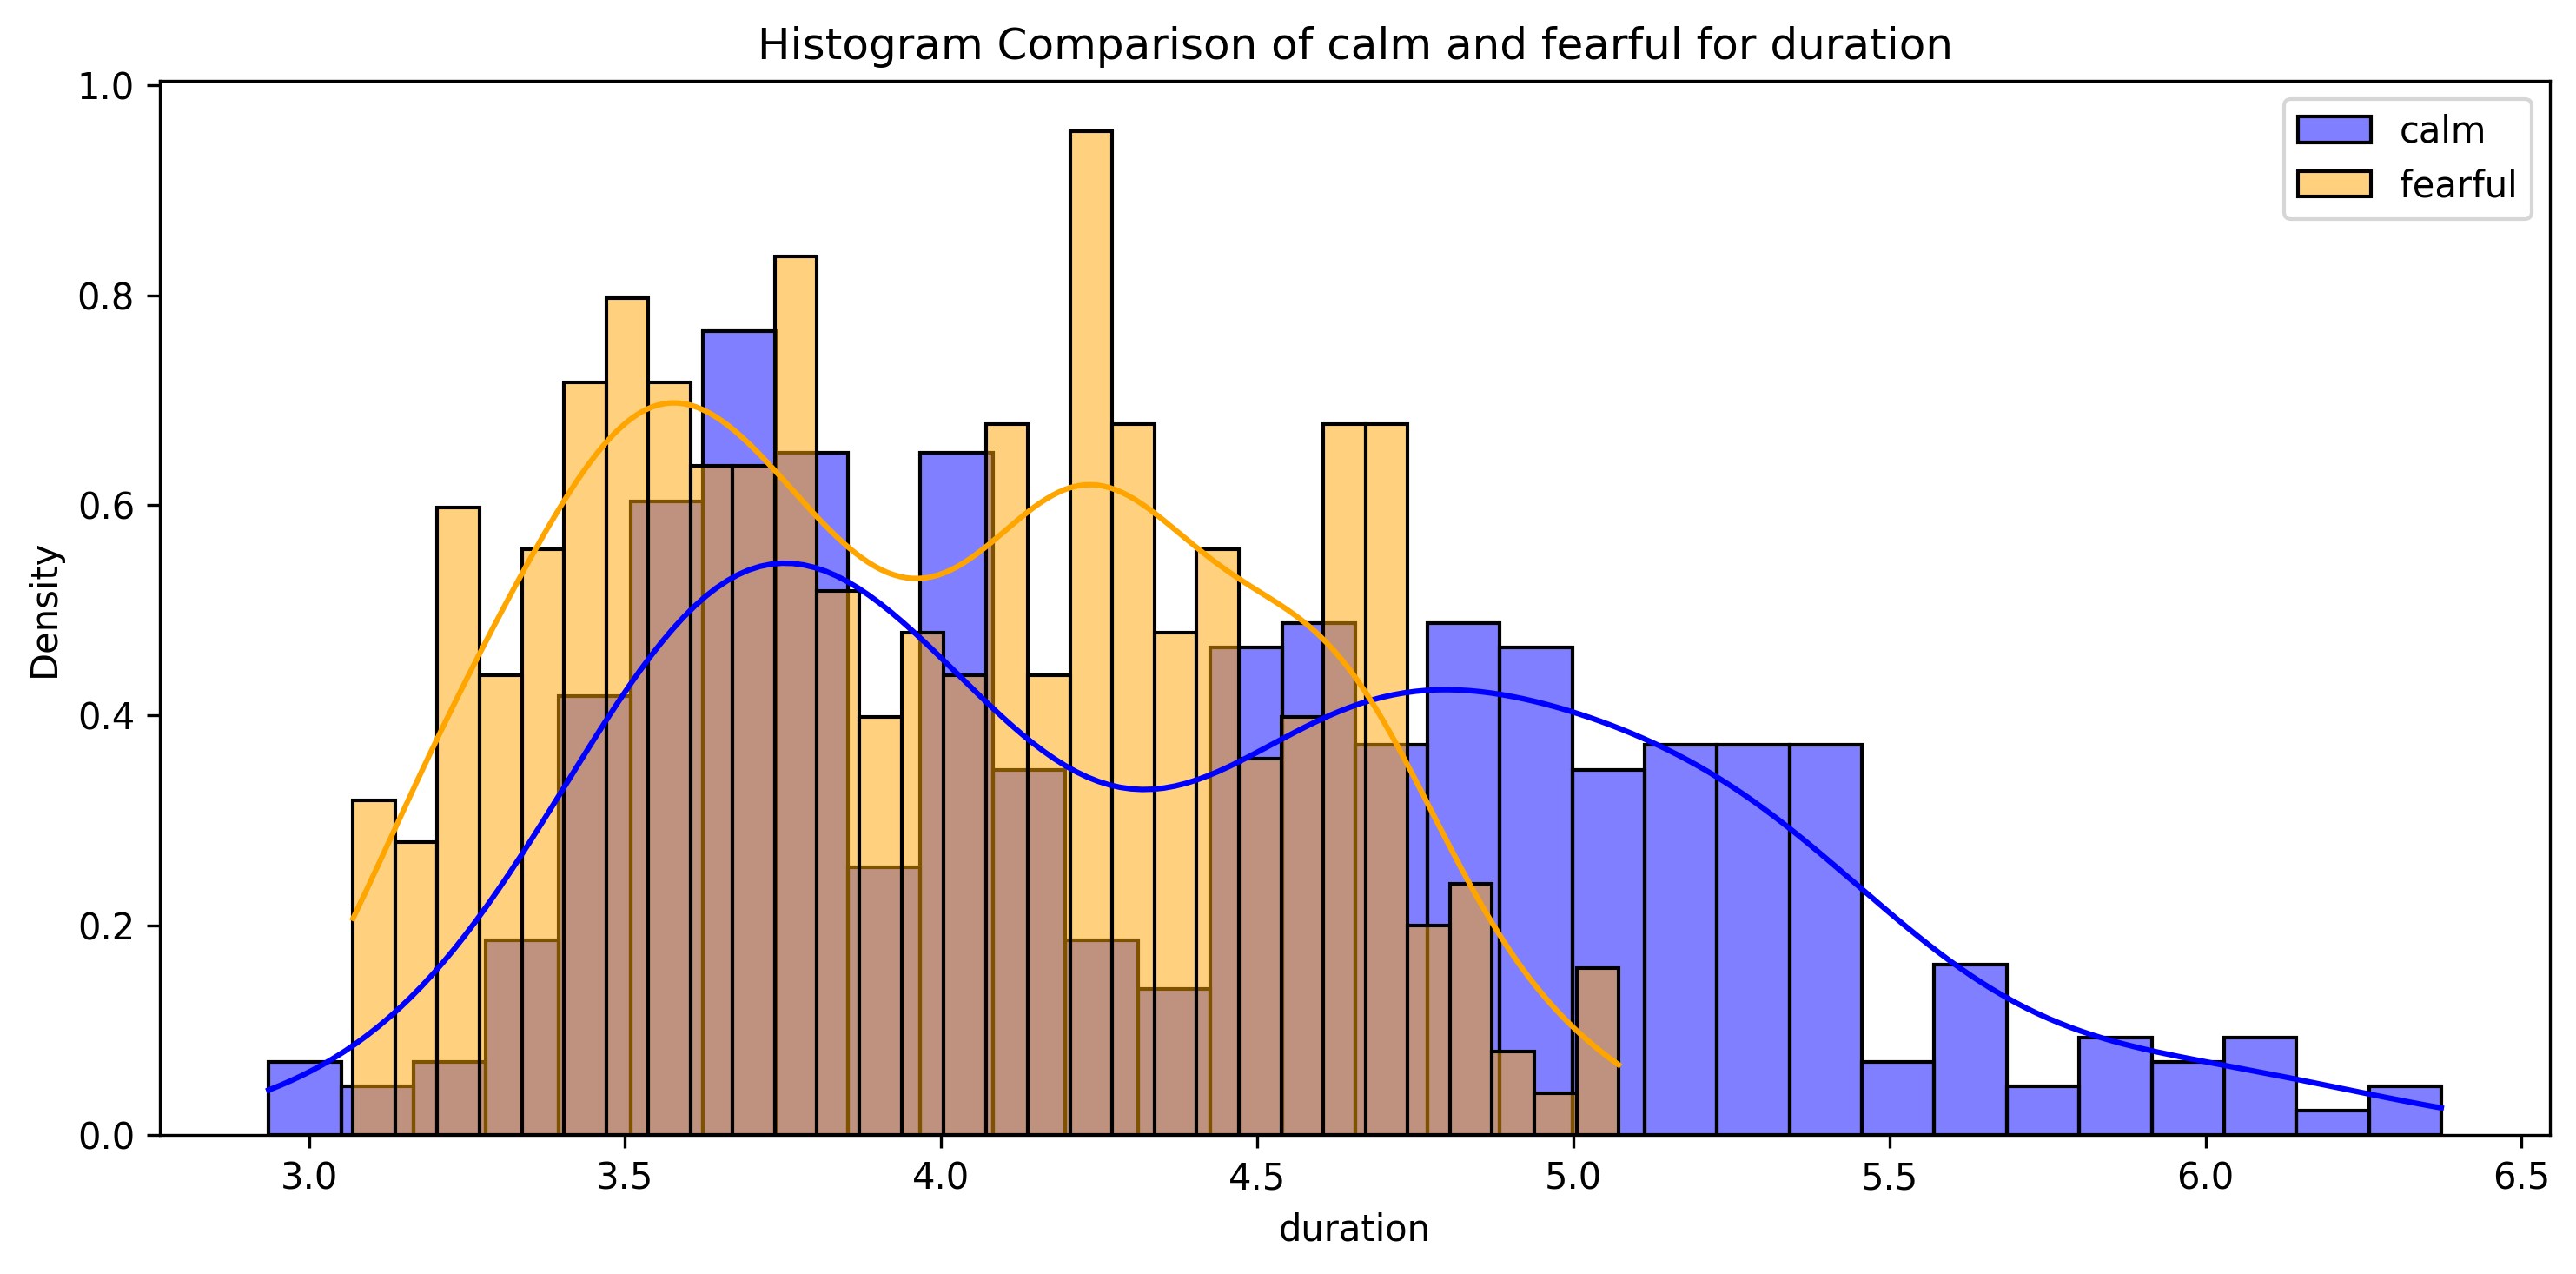 Histogram Comparison of calm and fearful for duration
1.0
0.8
0.6
0.4
0.2
0.0
Density
calm
fearful
3.0 3.5 4.0 4.5 5.0 5.5 6.0 6.5
duration